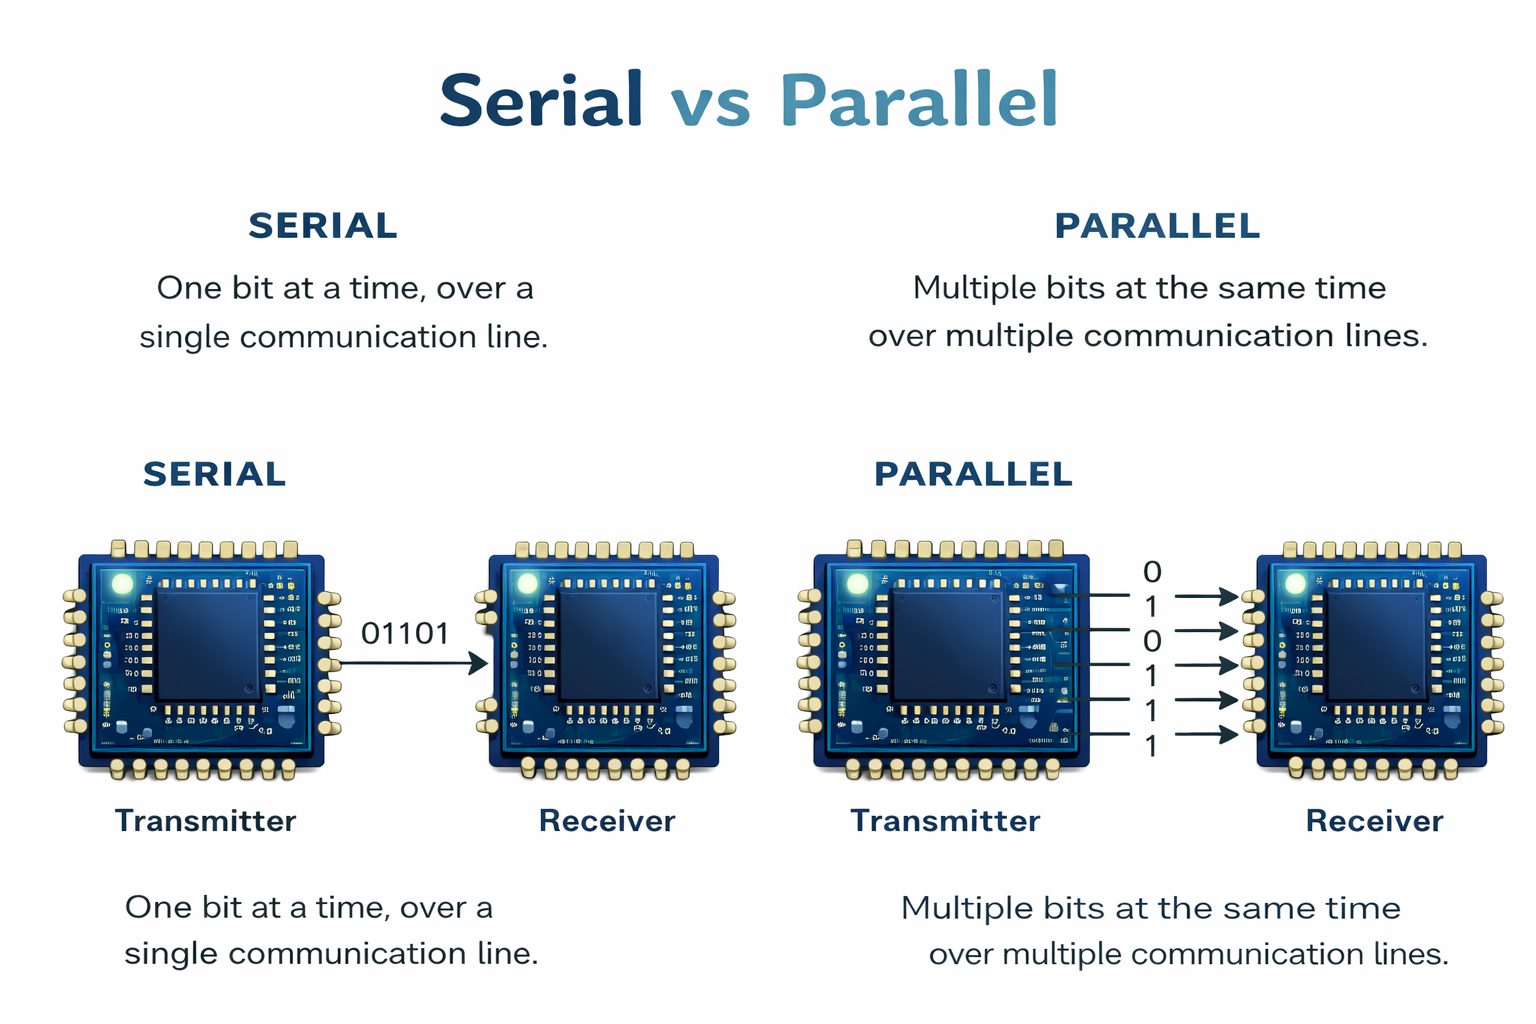 Serial vs Parallel
SERIAL
One bit at a time, over a
single communication line.
PARALLEL
Multiple bits at the same time
over multiple communication lines.
SERIAL
01101
Transmitter
Receiver
One bit at a time, over a
single communication line.
PARALLEL
0
1
0
1
1
1
Transmitter
Receiver
Multiple bits at the same time
over multiple communication lines.